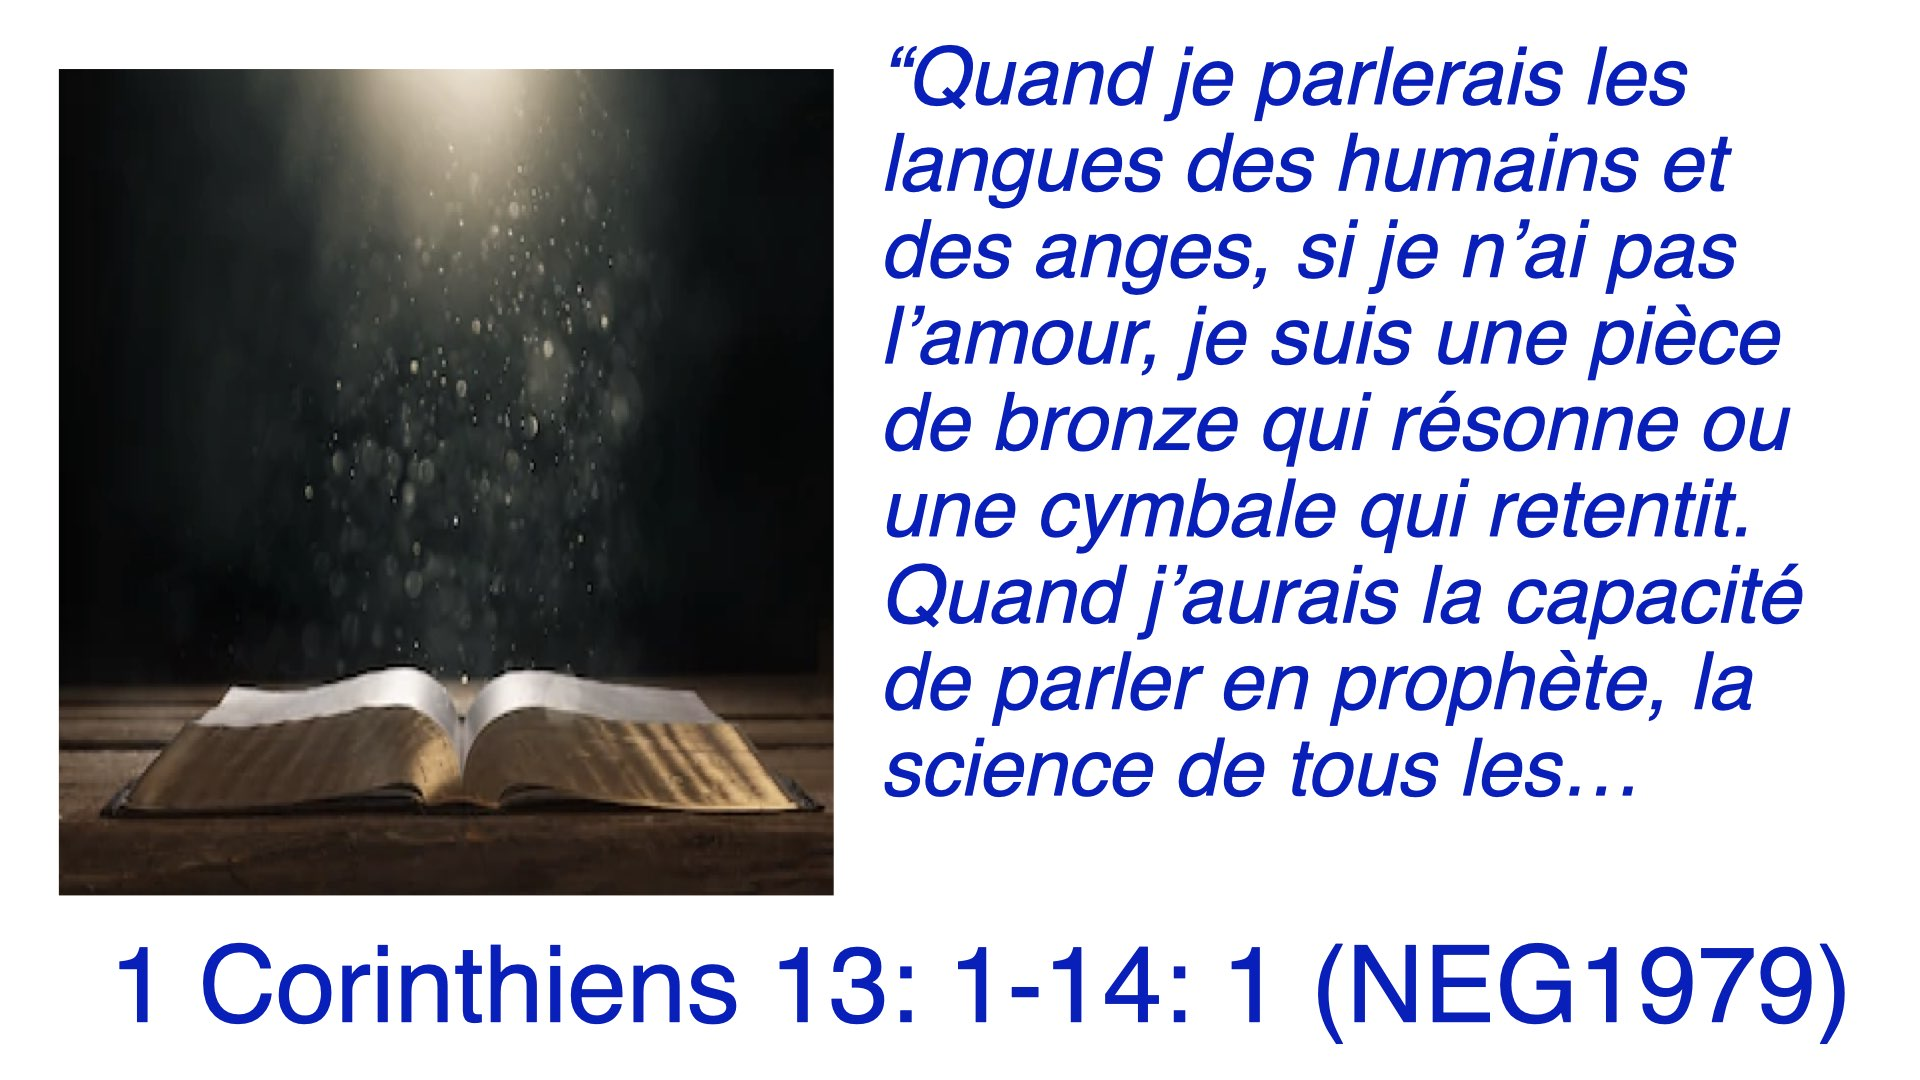 “Quand je parlerais les
langues des humains et
des anges, si je n’ai pas
l’amour, je suis une pièce
de bronze qui résonne ou
une cymbale qui retentit.
Quand j’aurais la capacité
de parler en prophète, la
science de tous les…
1 Corinthiens 13: 1-14: 1 (NEG1979)